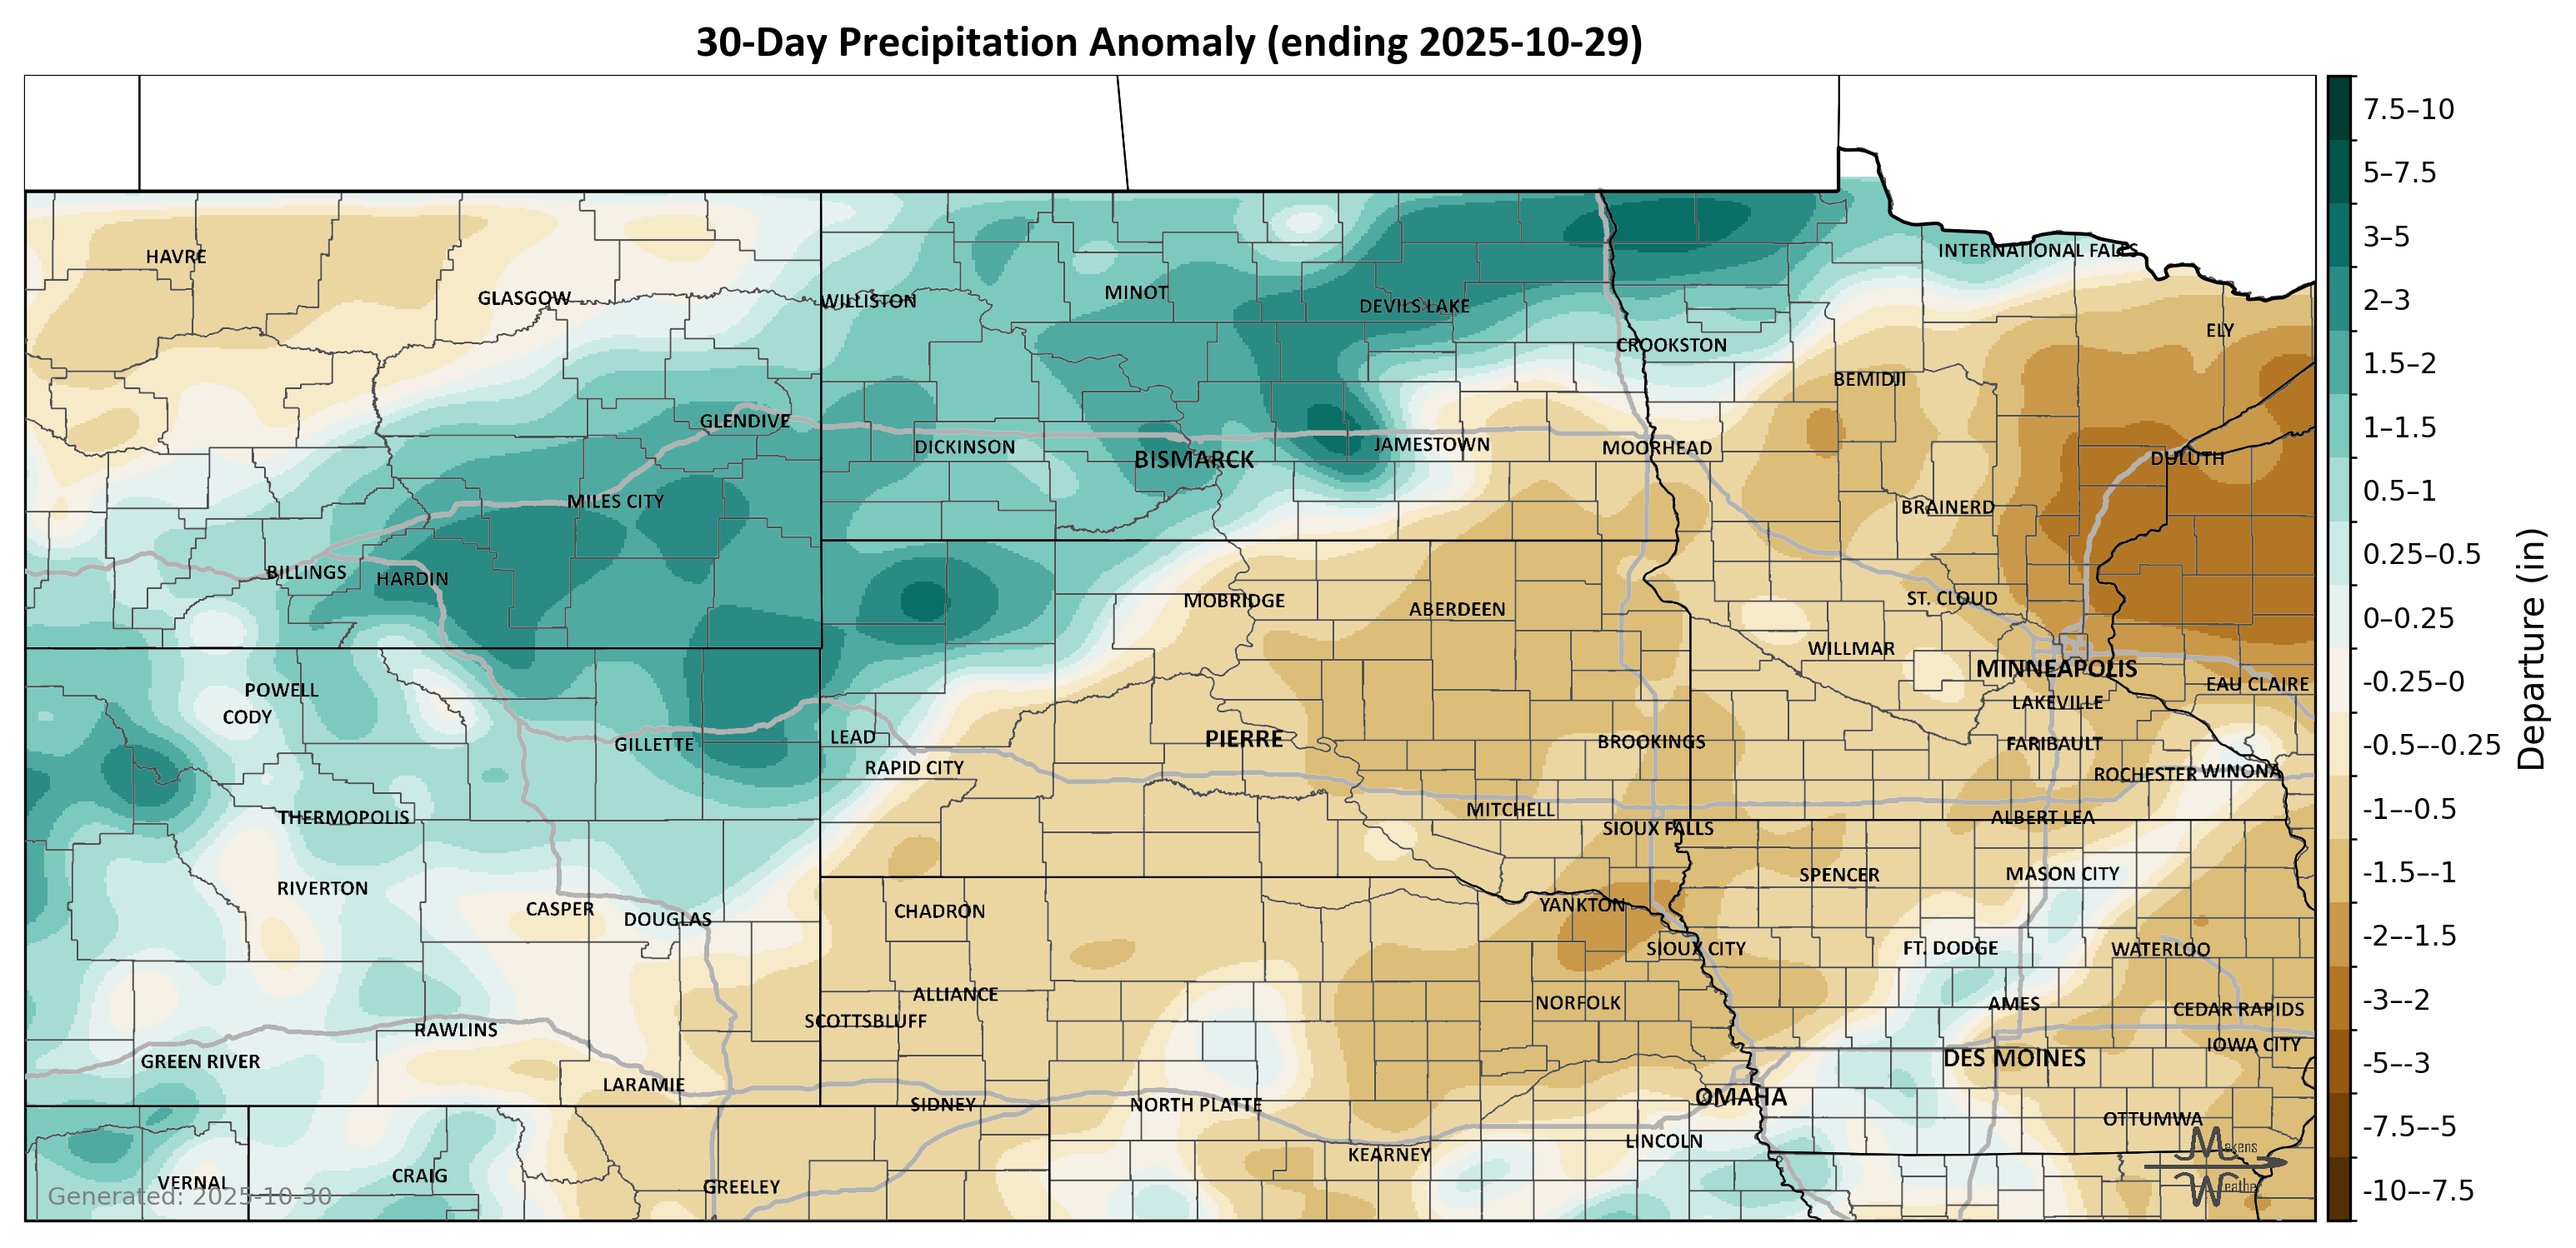 30-Day Precipitation Anomaly (ending 2025-10-29)
7.5–10
5–7.5
3–5
2–3
1.5–2
1–1.5
0.5–1
0.25–0.5
0–0.25
-0.25–0
-0.5–-0.25
-1–-0.5
-1.5–-1
-2–-1.5
-3–-2
-5–-3
-7.5–-5
-10–-7.5
Departure (in)
HAVRE
INTERNATIONAL FALLS
GLASGOW
WILLISTON
MINOT
DEVILS LAKE
ELY
CROOKSTON
BEMIDJI
GLENDIVE
DICKINSON
BISMARCK
JAMESTOWN
MOORHEAD
DULUTH
MILES CITY
BRAINERD
BILLINGS
HARDIN
MOBRIDGE
ABERDEEN
ST. CLOUD
WILLMAR
MINNEAPOLIS
EAU CLAIRE
POWELL
CODY
LAKEVILLE
GILLETTE
LEAD
PIERRE
BROOKINGS
FARIBAULT
RAPID CITY
ROCHESTER
WINONA
THERMOPOLIS
MITCHELL
ALBERT LEA
SIOUX FALLS
RIVERTON
SPENCER
MASON CITY
CASPER
DOUGLAS
CHADRON
YANKTON
SIOUX CITY
FT. DODGE
WATERLOO
ALLIANCE
NORFOLK
AMES
CEDAR RAPIDS
SCOTTSBLUFF
RAWLINS
IOWA CITY
GREEN RIVER
DES MOINES
LARAMIE
SIDNEY
NORTH PLATTE
OMAHA
OTTUMWA
LINCOLN
KEARNEY
VERNAL
CRAIG
GREELEY
Generated: 2025-10-30
Makens
Weather